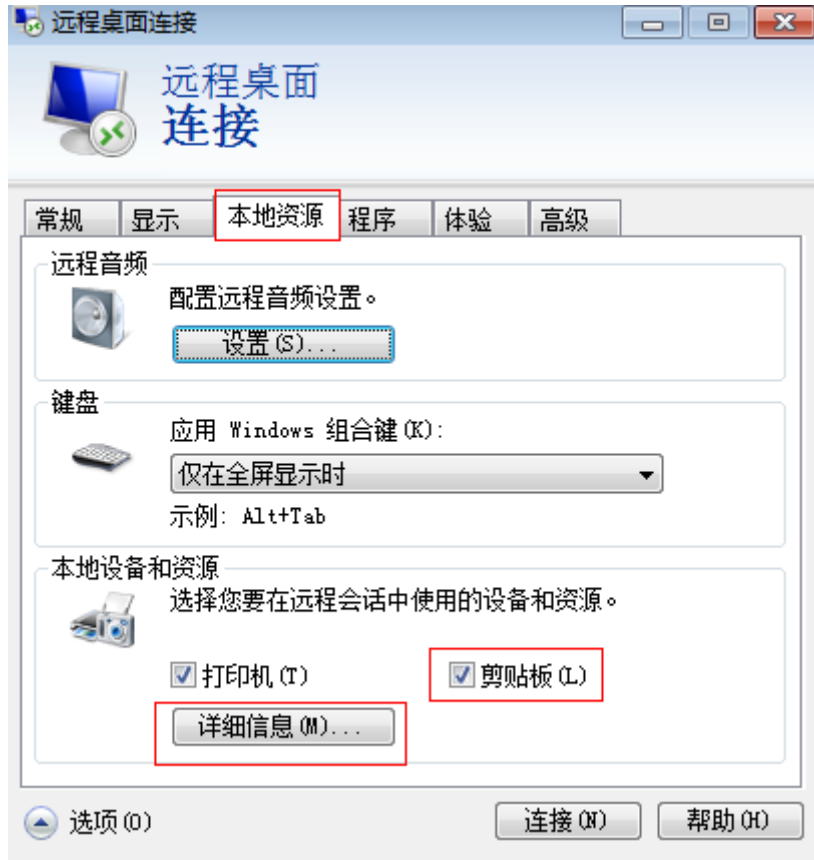 远程桌面连接
远程桌面
连接
常规 显示 本地资源 程序 体验 高级
远程音频
配置远程音频设置。
设置(S)...
键盘
应用 Windows 组合键(K):
仅在全屏显示时
示例: Alt+Tab
本地设备和资源
选择您要在远程会话中使用的设备和资源。
打印机(T) 剪贴板(L)
详细信息(M)...
选项(O) 连接(N) 帮助(H)